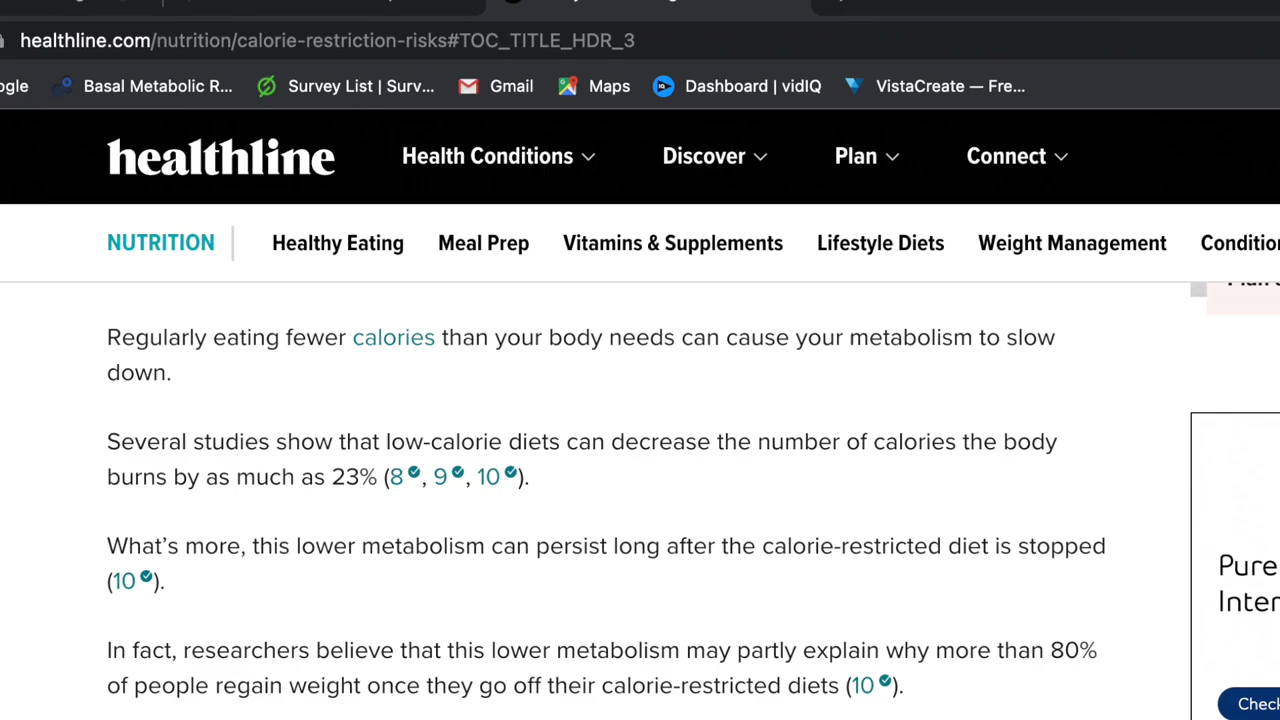 healthline.com/nutrition/calorie-restriction-risks#TOC_TITLE_HDR_3
ogle Basal Metabolic R... Survey List | Surv... Gmail Maps Dashboard | vidIQ VistaCreate — Fre...
healthline Health Conditions Discover Plan Connect
NUTRITION Healthy Eating Meal Prep Vitamins & Supplements Lifestyle Diets Weight Management Condition
Regularly eating fewer calories than your body needs can cause your metabolism to slow
down.
Several studies show that low-calorie diets can decrease the number of calories the body
burns by as much as 23% (8, 9, 10).
What's more, this lower metabolism can persist long after the calorie-restricted diet is stopped
(10).
Pure
Inter
In fact, researchers believe that this lower metabolism may partly explain why more than 80%
of people regain weight once they go off their calorie-restricted diets (10).
Check